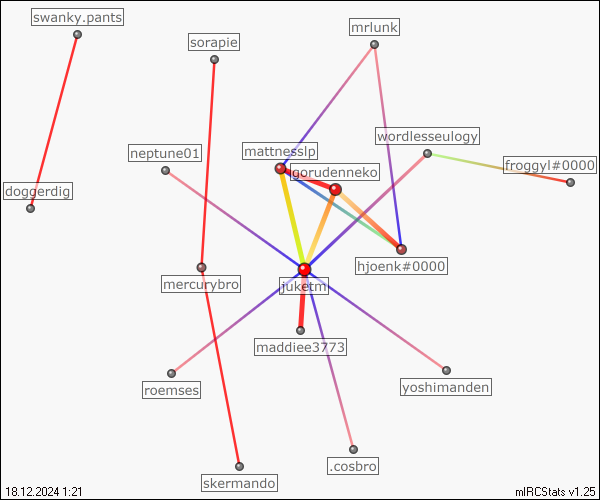 swanky.pants
mrlunk
sorapie
wordlesseulogy
neptune01
mattnesslp
froggyl#0000
gorudenneko
doggerdig
hjoenk#0000
mercurybro
juketm
maddiee3773
roemses
yoshimanden
.cosbro
skermando
18.12.2024 1:21
mIRCStats v1.25